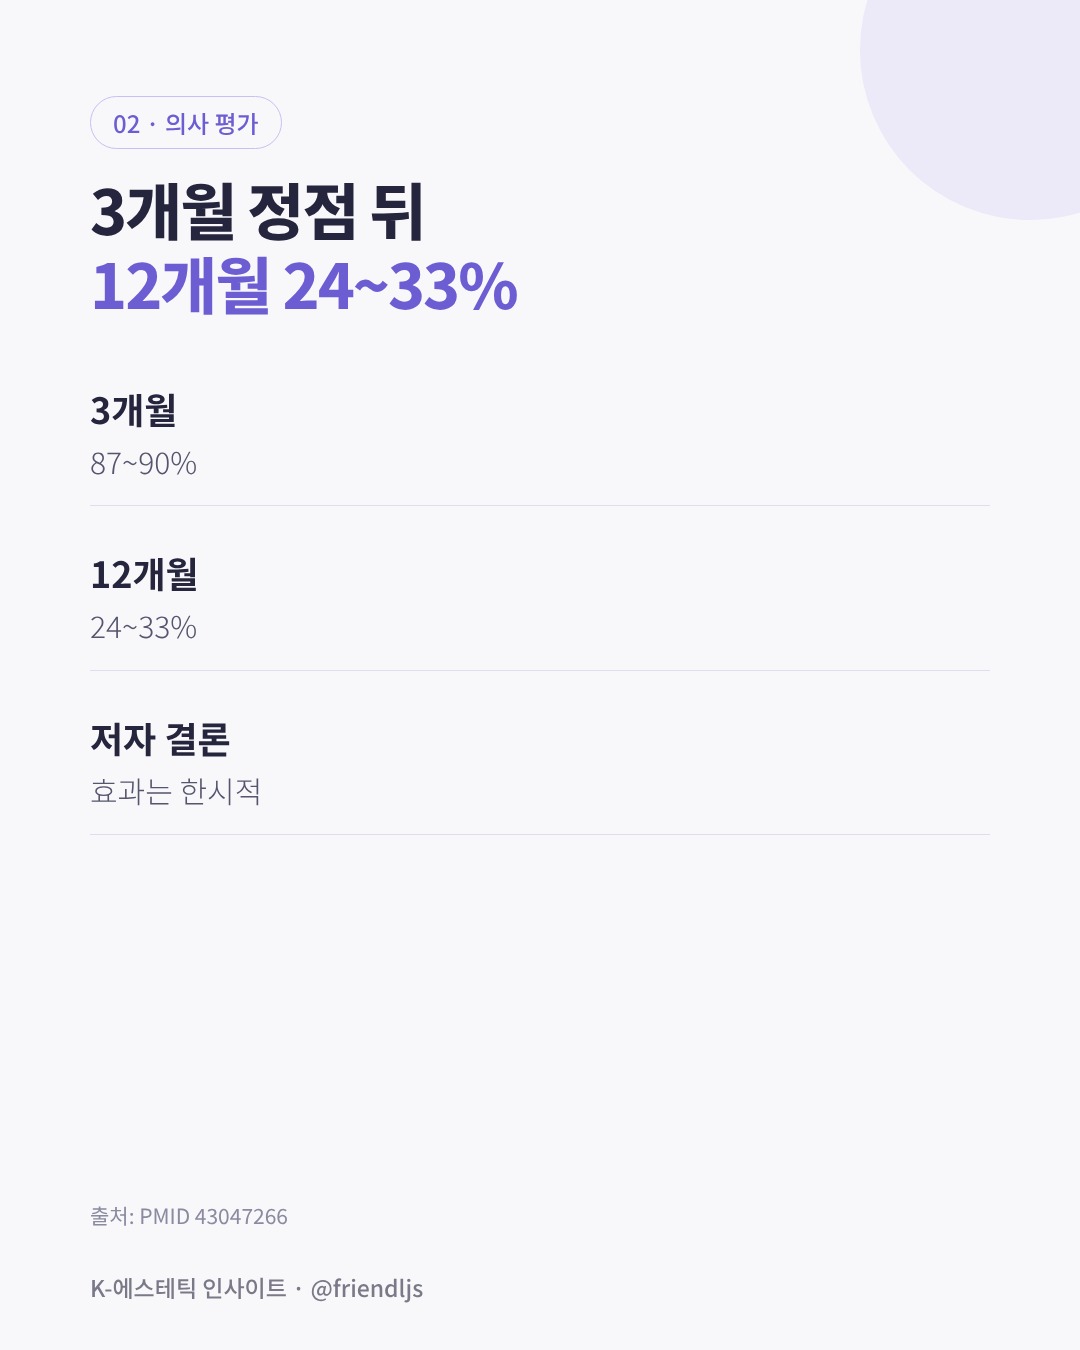 02 · 의사 평가
3개월 정점 뒤
12개월 24~33%
3개월
87~90%
12개월
24~33%
저자 결론
효과는 한시적
출처: PMID 43047266
K-에스테틱 인사이트 · @friendljs